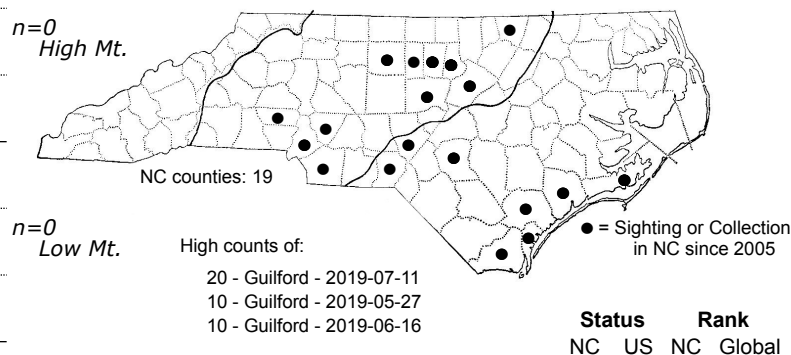 n=0
High Mt.
NC counties: 19
n=0
Low Mt.
High counts of:
20 - Guilford - 2019-07-11
10 - Guilford - 2019-05-27
10 - Guilford - 2019-06-16
● = Sighting or Collection
in NC since 2005
Status Rank
NC US NC Global